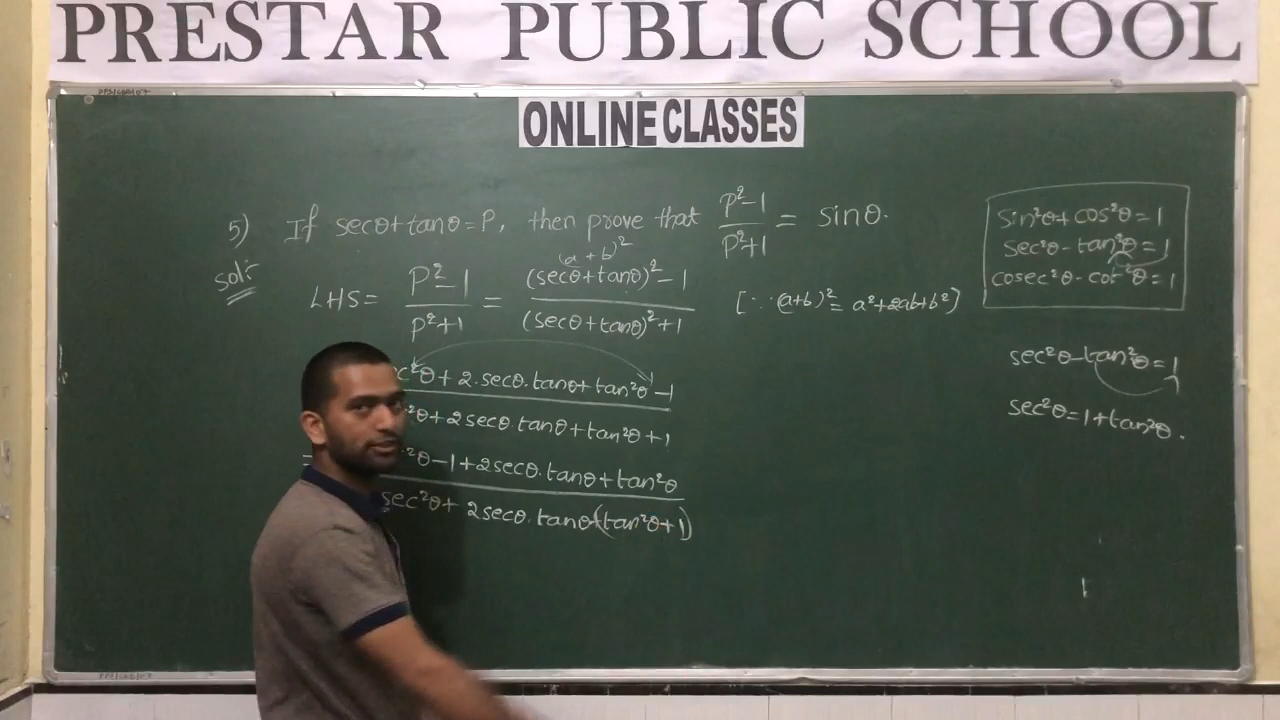 PRESTAR PUBLIC SCHOOL
ONLINE CLASSES
5) If secθ+tanθ=P, then prove that P²-1/P²+1 = sinθ.
Sol:-
(a + b)²
LHS = P²-1/P²+1 = (secθ+tanθ)²-1/(secθ+tanθ)²+1 [∵ (a+b)² = a²+2ab+b²]
c²θ + 2.secθ.tanθ + tan²θ -1
²θ + 2secθ.tanθ + tan²θ + 1
= ²θ-1+2secθ.tanθ+tan²θ
sec²θ + 2secθ.tanθ+(tan²θ+1)
sin²θ+cos²θ=1
sec²θ-tan²θ=1
cosec²θ-cot²θ=1
sec²θ-tan²θ=1
sec²θ=1+tan²θ.